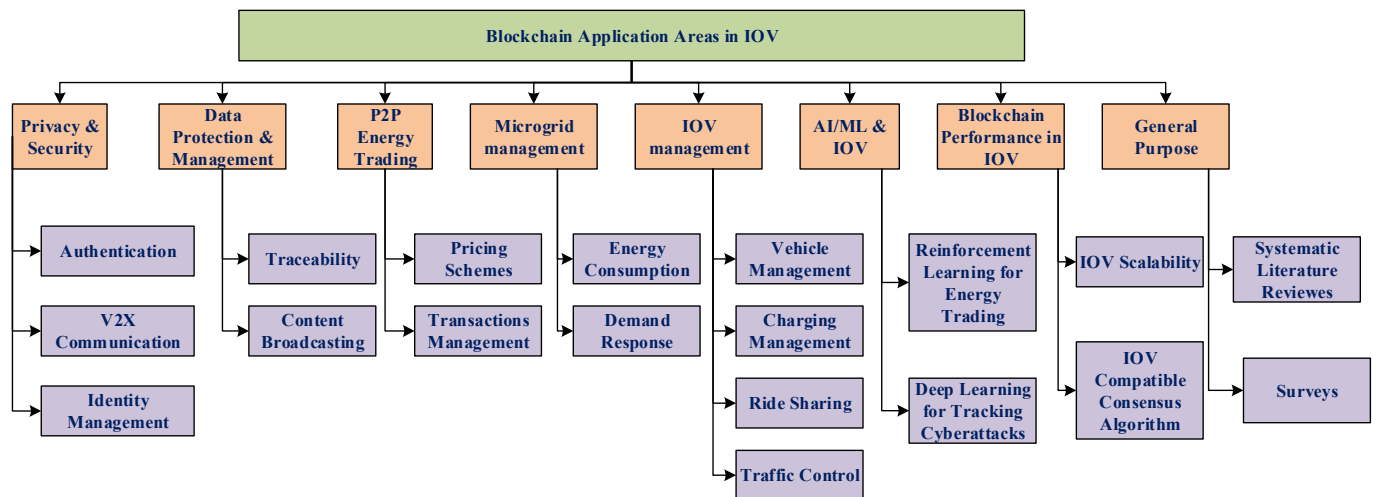 Blockchain Application Areas in IOV
Privacy &
Security
Data
Protection &
Management
P2P
Energy
Trading
Microgrid
management
IOV
management
AI/ML &
IOV
Blockchain
Performance in
IOV
General
Purpose
Authentication
V2X
Communication
Identity
Management
Traceability
Content
Broadcasting
Pricing
Schemes
Transactions
Management
Energy
Consumption
Demand
Response
Vehicle
Management
Charging
Management
Ride Sharing
Traffic Control
Reinforcement
Learning for
Energy
Trading
Deep Learning
for Tracking
Cyberattacks
IOV Scalability
IOV
Compatible
Consensus
Algorithm
Systematic
Literature
Reviewes
Surveys